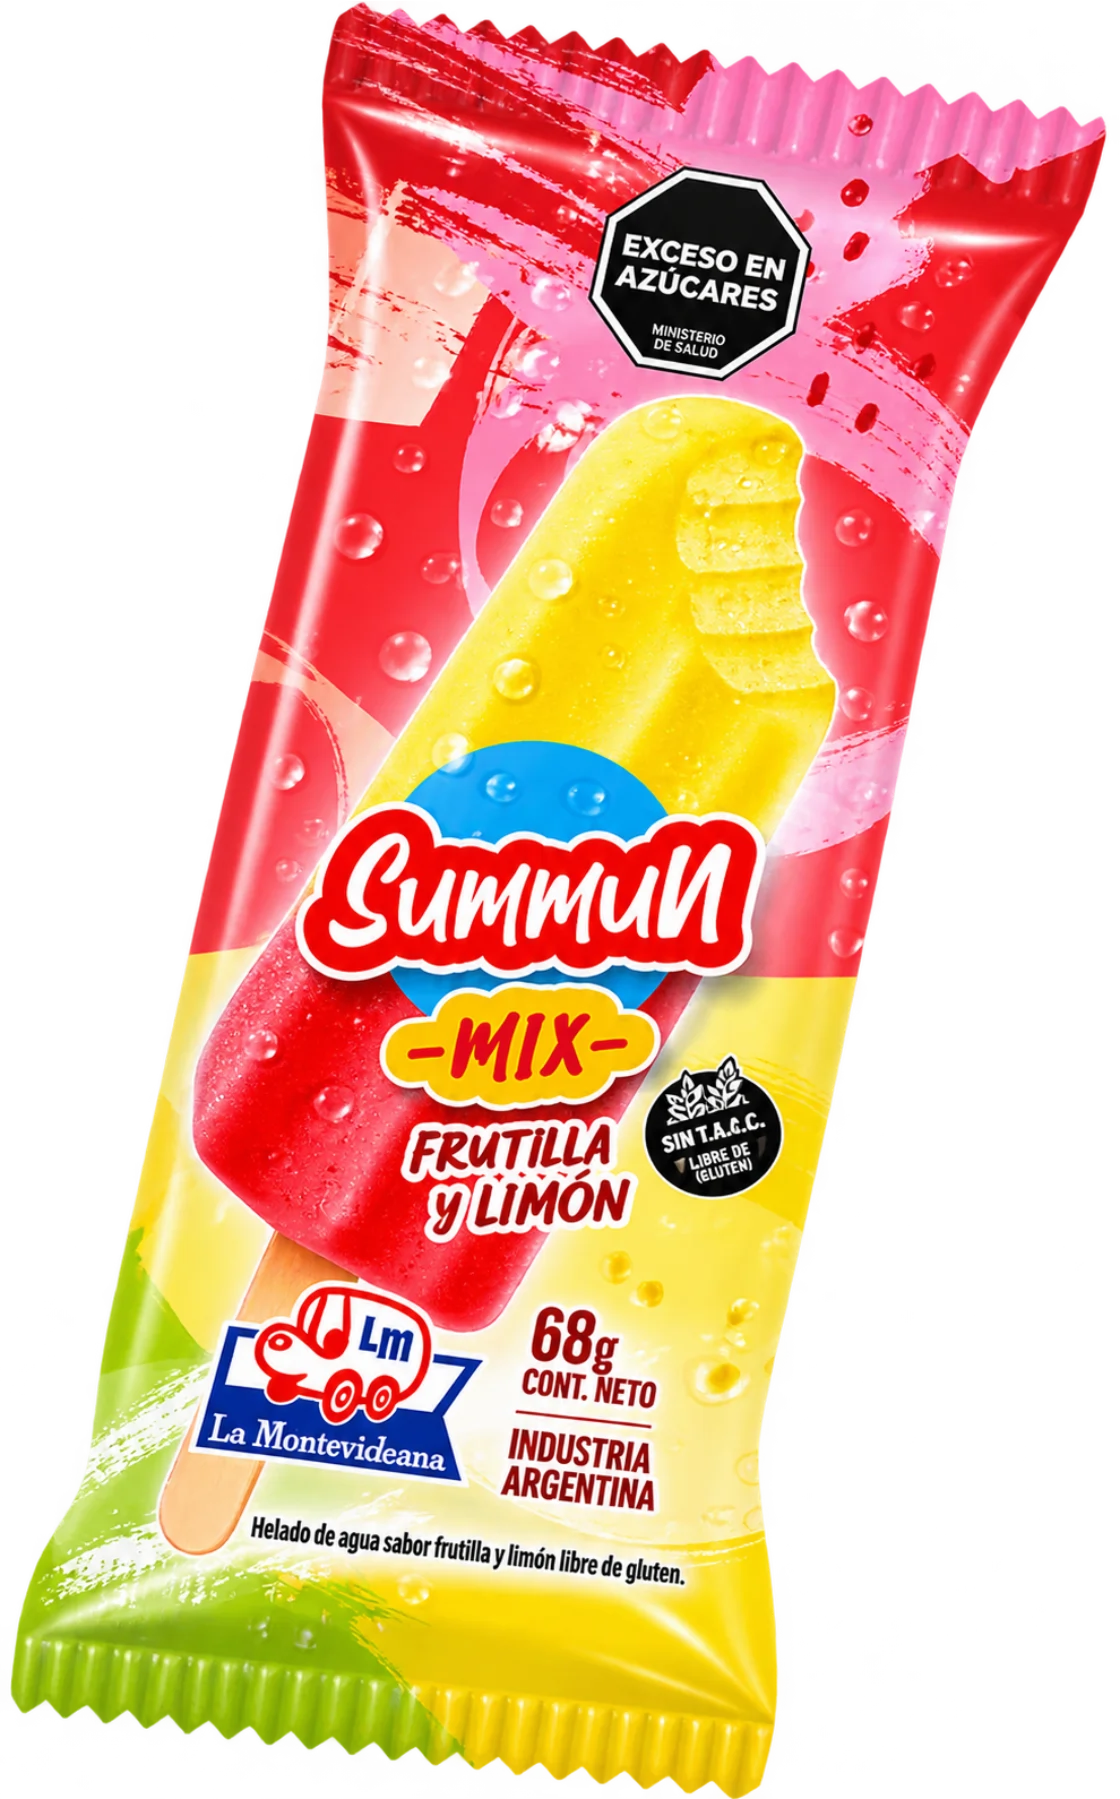 EXCESO EN
AZÚCARES
MINISTERIO
DE SALUD
Summun
-MIX-
FRUTILLA
y LIMÓN
SIN T.A.C.C.
LIBRE DE
(GLUTEN)
Lm
La Montevideana
68g
CONT. NETO
INDUSTRIA
ARGENTINA
Helado de agua sabor frutilla y limón libre de gluten.